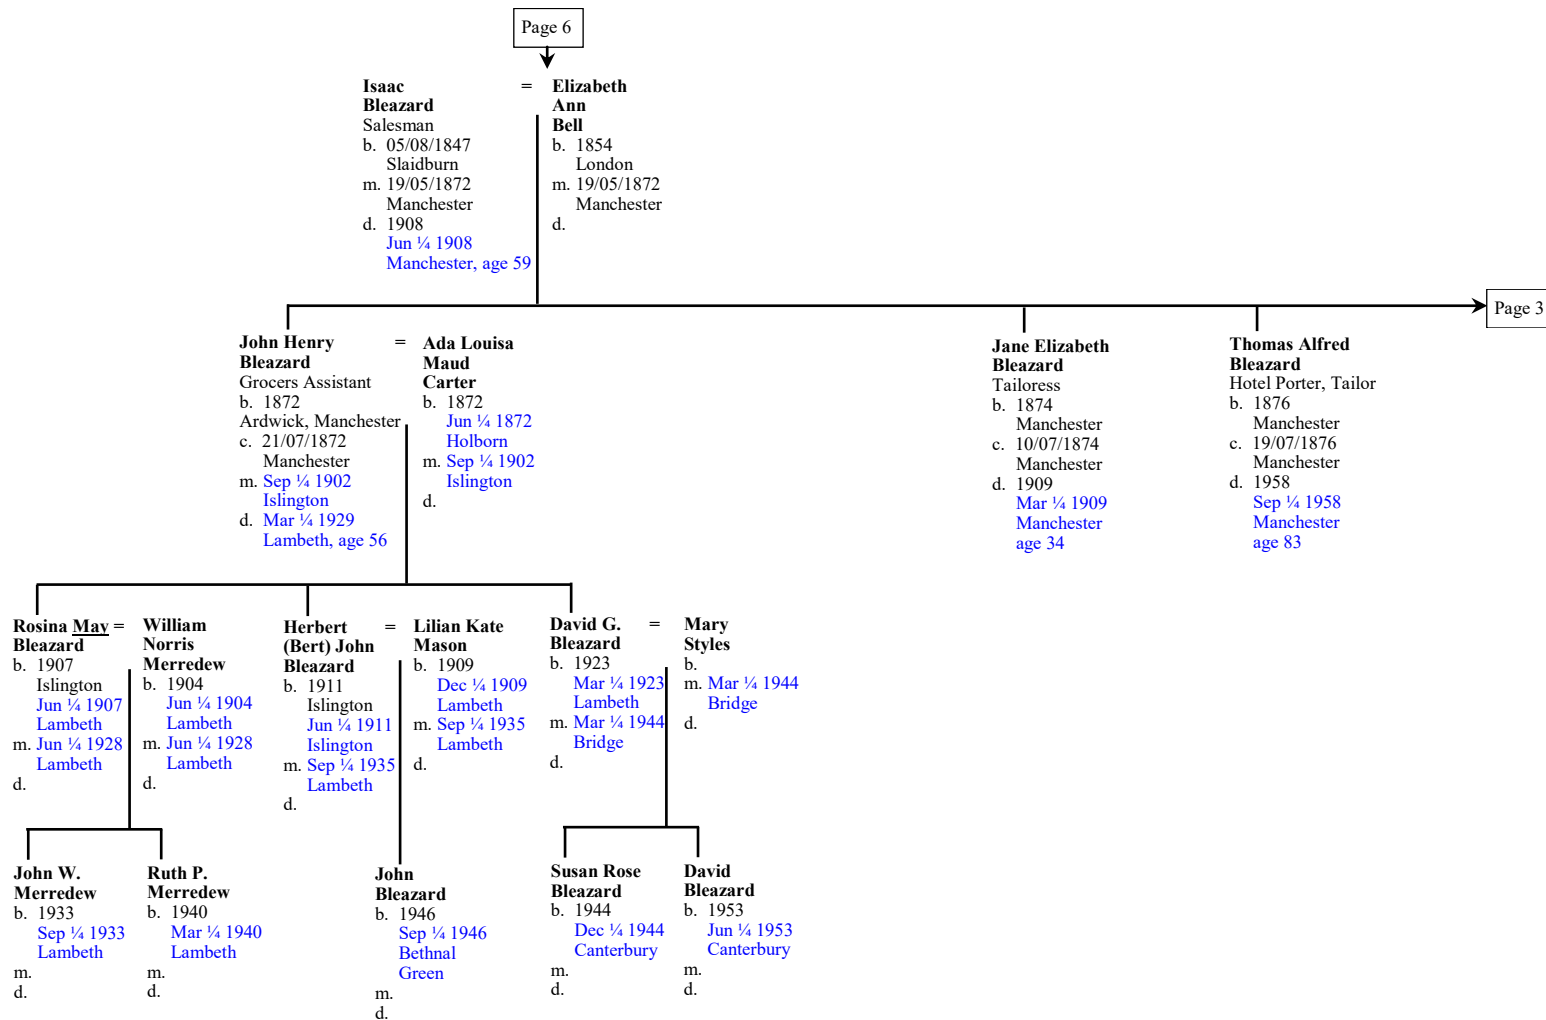 Page 6
Isaac
Bleazard
Salesman
b. 05/08/1847
Slaidburn
m. 19/05/1872
Manchester
d. 1908
Jun ¼ 1908
Manchester, age 59
=
Elizabeth
Ann
Bell
b. 1854
London
m. 19/05/1872
Manchester
d.
Page 3
John Henry
Bleazard
Grocers Assistant
b. 1872
Ardwick, Manchester
c. 21/07/1872
Manchester
m. Sep ¼ 1902
Islington
d. Mar ¼ 1929
Lambeth, age 56
=
Ada Louisa
Maud
Carter
b. 1872
Jun ¼ 1872
Holborn
m. Sep ¼ 1902
Islington
d.
Jane Elizabeth
Bleazard
Tailoress
b. 1874
Manchester
c. 10/07/1874
Manchester
d. 1909
Mar ¼ 1909
Manchester
age 34
Thomas Alfred
Bleazard
Hotel Porter, Tailor
b. 1876
Manchester
c. 19/07/1876
Manchester
d. 1958
Sep ¼ 1958
Manchester
age 83
Rosina May =
Bleazard
b. 1907
Islington
Jun ¼ 1907
Lambeth
m. Jun ¼ 1928
Lambeth
d.
William
Norris
Merredew
b. 1904
Jun ¼ 1904
Lambeth
m. Jun ¼ 1928
Lambeth
d.
Herbert =
(Bert) John
Bleazard
b. 1911
Islington
Jun ¼ 1911
Islington
m. Sep ¼ 1935
Lambeth
d.
Lilian Kate
Mason
b. 1909
Dec ¼ 1909
Lambeth
m. Sep ¼ 1935
Lambeth
d.
David G. =
Bleazard
b. 1923
Mar ¼ 1923
Lambeth
m. Mar ¼ 1944
Bridge
d.
Mary
Styles
b.
m. Mar ¼ 1944
Bridge
d.
John W.
Merredew
b. 1933
Sep ¼ 1933
Lambeth
m.
d.
Ruth P.
Merredew
b. 1940
Mar ¼ 1940
Lambeth
m.
d.
John
Bleazard
b. 1946
Sep ¼ 1946
Bethnal
Green
m.
d.
Susan Rose
Bleazard
b. 1944
Dec ¼ 1944
Canterbury
m.
d.
David
Bleazard
b. 1953
Jun ¼ 1953
Canterbury
m.
d.